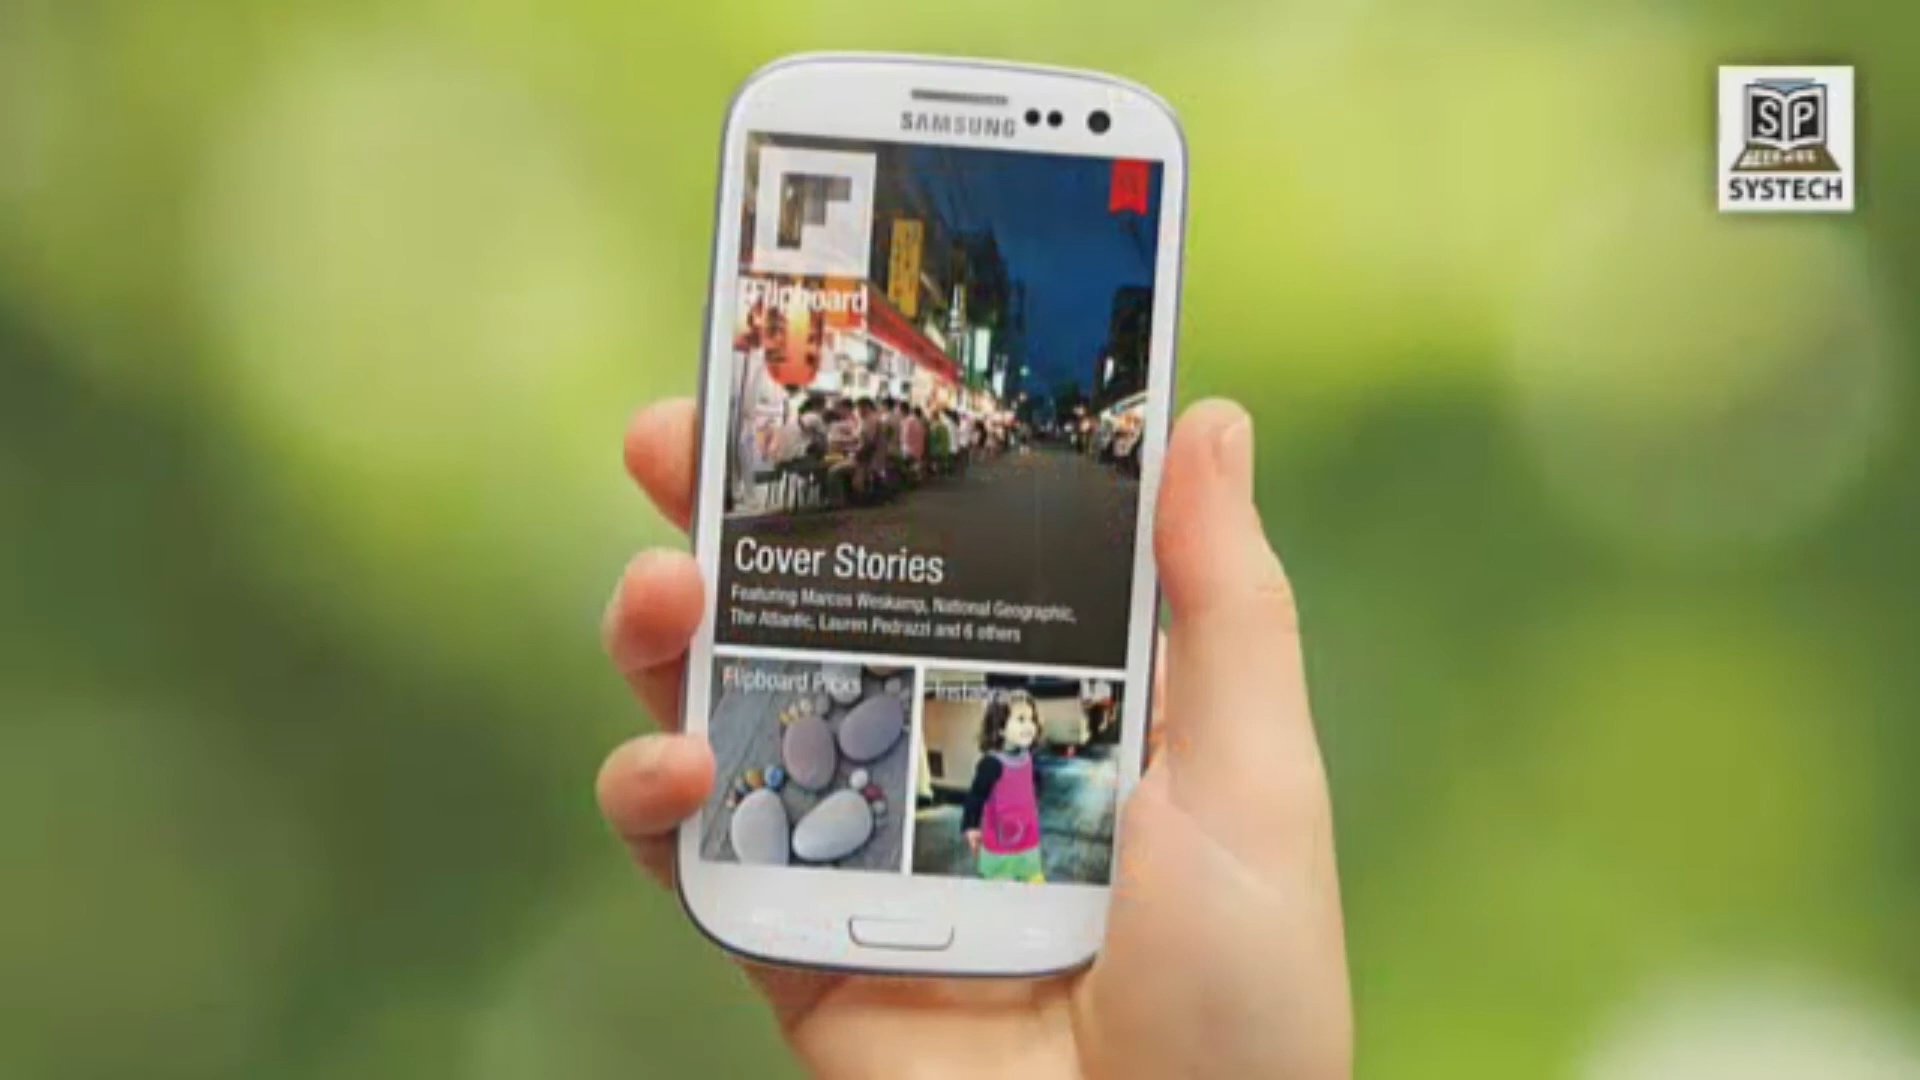 SAMSUNG
SP
SYSTECH
Flipboard
Cover Stories
Featuring Marcos Weskamp, National Geographic,
The Atlantic, Lauren Pedrazzi and 6 others
Flipboard Picks
Instagram